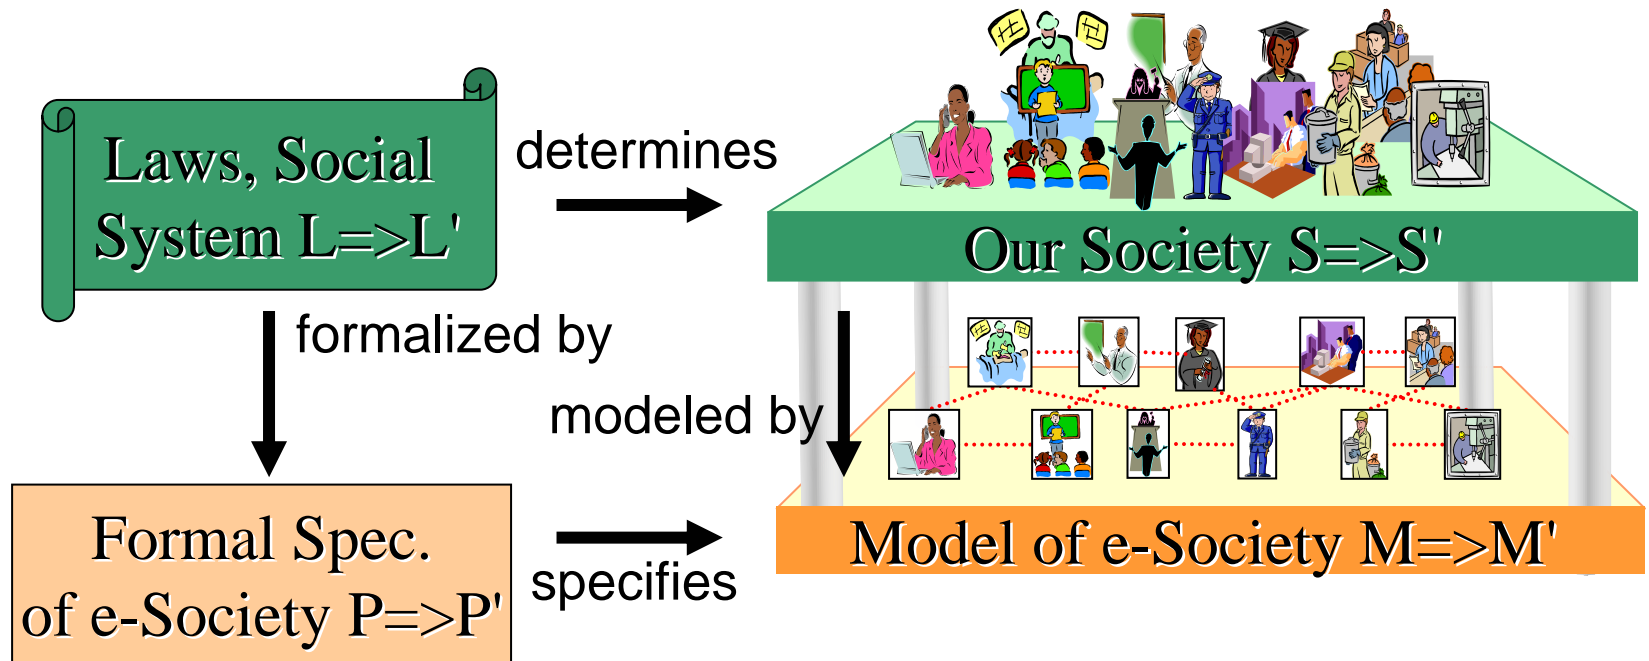 Laws, Social
System L=>L'
determines
Our Society S=>S'
formalized by
modeled by
Formal Spec.
of e-Society P=>P'
specifies
Model of e-Society M=>M'